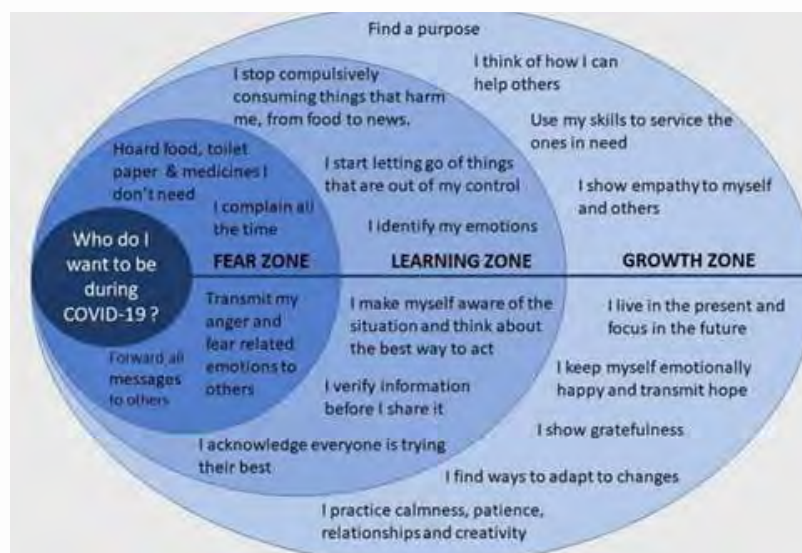 Find a purpose
I think of how I can
help others
Use my skills to service the
ones in need
I show empathy to myself
and others
I stop compulsively
consuming things that harm
me, from food to news.
I start letting go of things
that are out of my control
I identify my emotions
Hoard food, toilet
paper & medicines I
don't need
I complain all
the time
Who do I
want to be
during
COVID-19 ?
FEAR ZONE
LEARNING ZONE
GROWTH ZONE
Transmit my
anger and
fear related
emotions to
others
Forward all
messages
to others
I make myself aware of the
situation and think about
the best way to act
I verify information
before I share it
I acknowledge everyone is trying
their best
I live in the present and
focus in the future
I keep myself emotionally
happy and transmit hope
I show gratefulness
I find ways to adapt to changes
I practice calmness, patience,
relationships and creativity